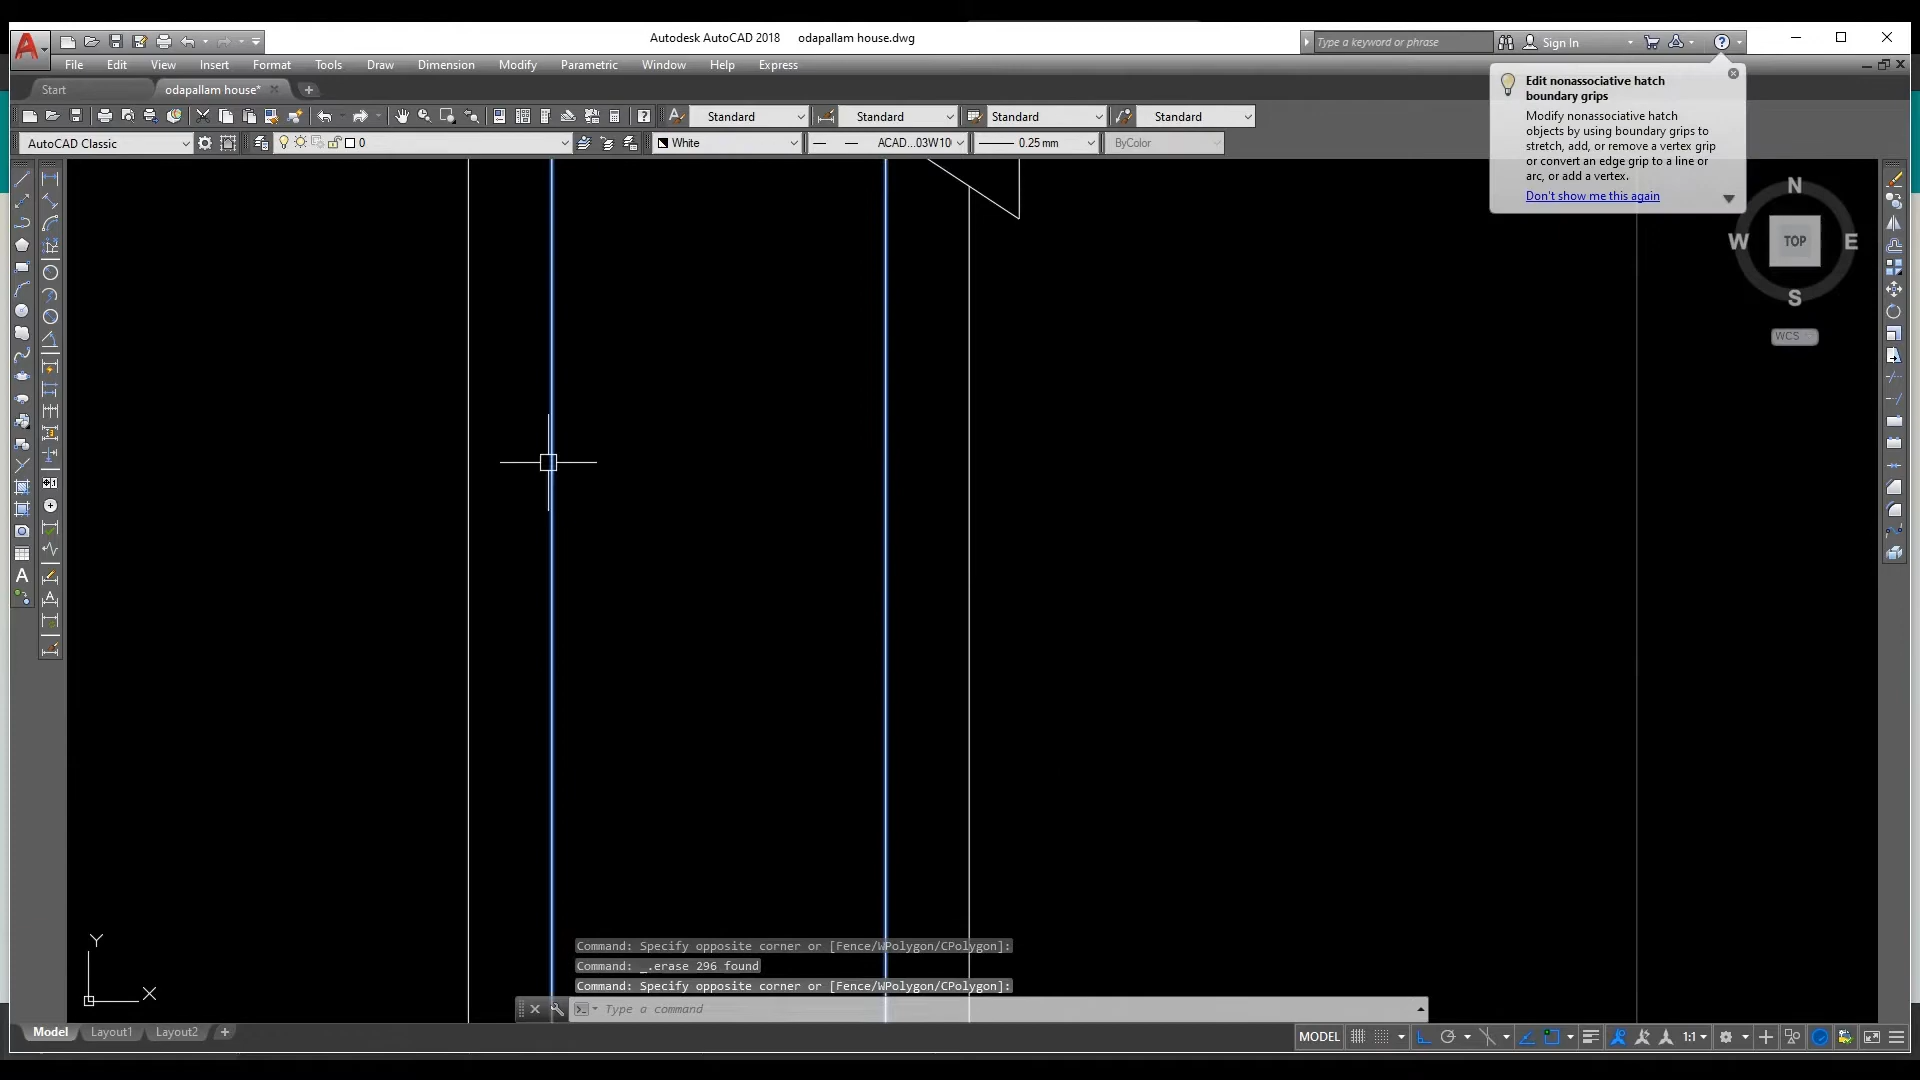 Autodesk AutoCAD 2018 odapallam house.dwg
Type a keyword or phrase
Sign In
File Edit View Insert Format Tools Draw Dimension Modify Parametric Window Help Express
Start
odapallam house*
Edit nonassociative hatch
boundary grips
Modify nonassociative hatch
objects by using boundary grips to
stretch, add, or remove a vertex grip
or convert an edge grip to a line or
arc, or add a vertex.
Don't show me this again
Standard Standard Standard Standard
AutoCAD Classic
0
White
ACAD...03W10
0.25 mm
ByColor
N
W
TOP
E
S
WCS
Y
X
Command: Specify opposite corner or [Fence/WPolygon/CPolygon]:
Command: _.erase 296 found
Command: Specify opposite corner or [Fence/WPolygon/CPolygon]:
Type a command
Model Layout1 Layout2
MODEL
1:1